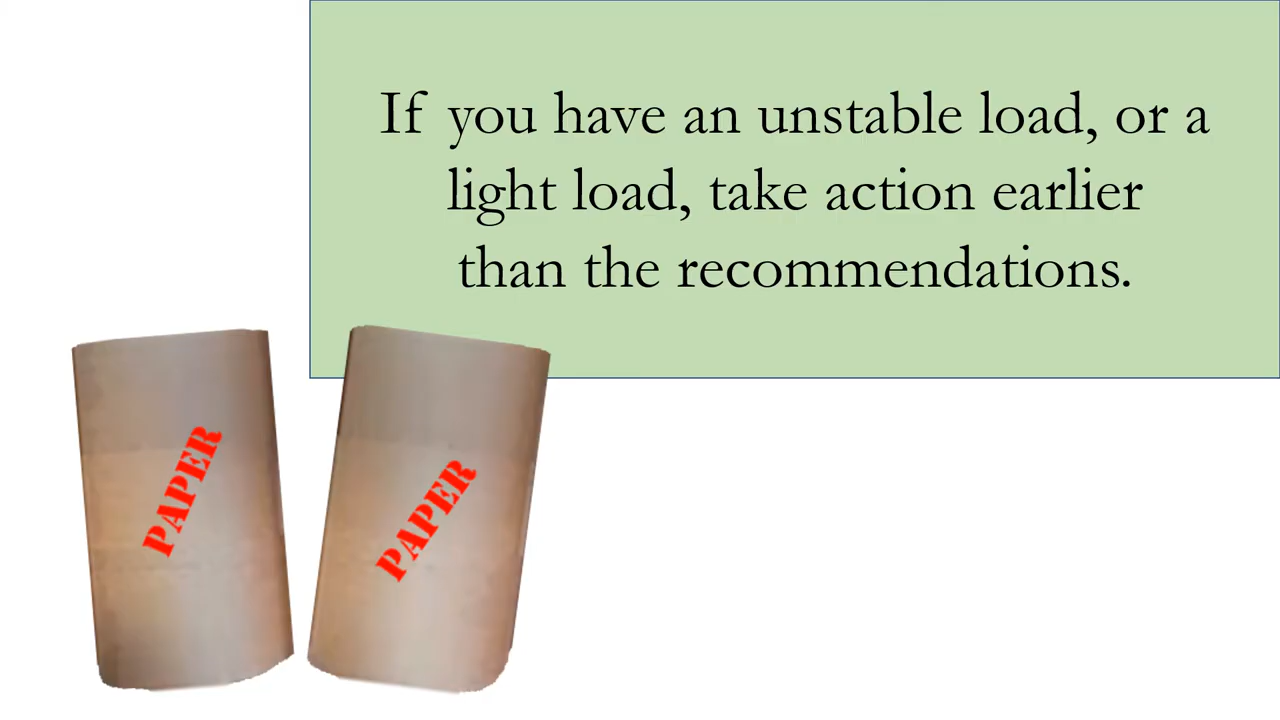 If you have an unstable load, or a
light load, take action earlier
than the recommendations.
PAPER
PAPER